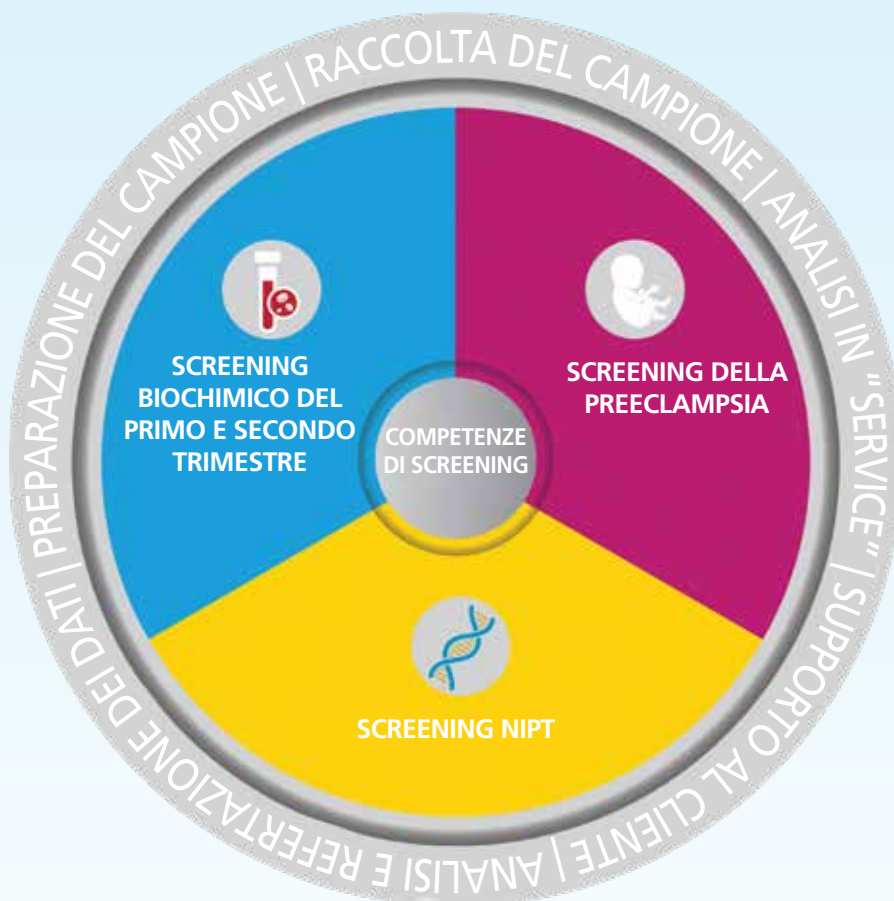 PREPARAZIONE DEL CAMPIONE | RACCOLTA DEL CAMPIONE | ANALISI IN "SERVICE" | SUPPORTO AL CLIENTE | ANALISI E REFERTAZIONE DEI DATI |
SCREENING
BIOCHIMICO DEL
PRIMO E SECONDO
TRIMESTRE
SCREENING DELLA
PREECLAMPSIA
COMPETENZE
DI SCREENING
SCREENING NIPT